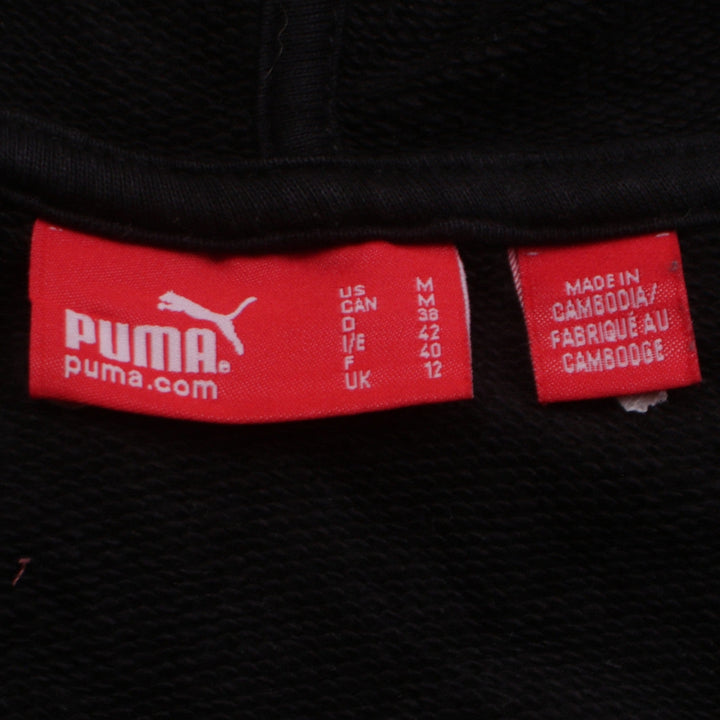 PUMA®
puma.com
US M
CAN M
D 38
I/E 42
F 40
UK 12
MADE IN
CAMBODIA/
FABRIQUÉ AU
CAMBODGE